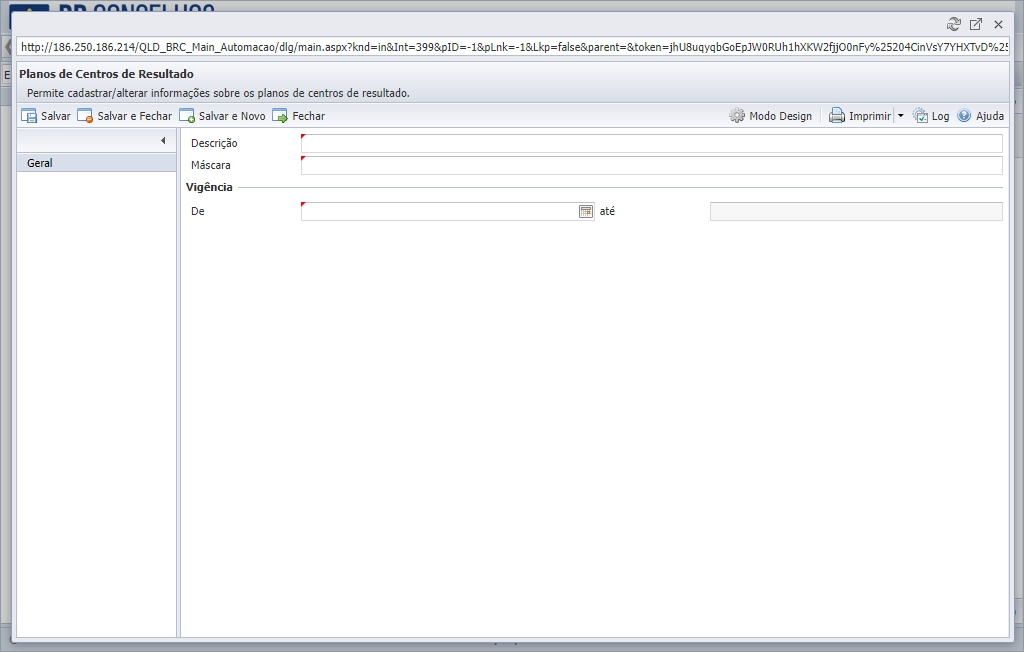 http://186.250.186.214/QLD_BRC_Main_Automacao/dlg/main.aspx?knd=in&Int=399&pID=-1&pLnk=-1&Lkp=false&parent=&token=jhU8uqyqbGoEpJW0RUh1hXKW2fjjO0nFy%25204CinVsY7YHXTvD%25
Planos de Centros de Resultado
Permite cadastrar/alterar informações sobre os planos de centros de resultado.
Salvar Salvar e Fechar Salvar e Novo Fechar Modo Design Imprimir Log Ajuda
Geral
Descrição
Máscara
Vigência
De até